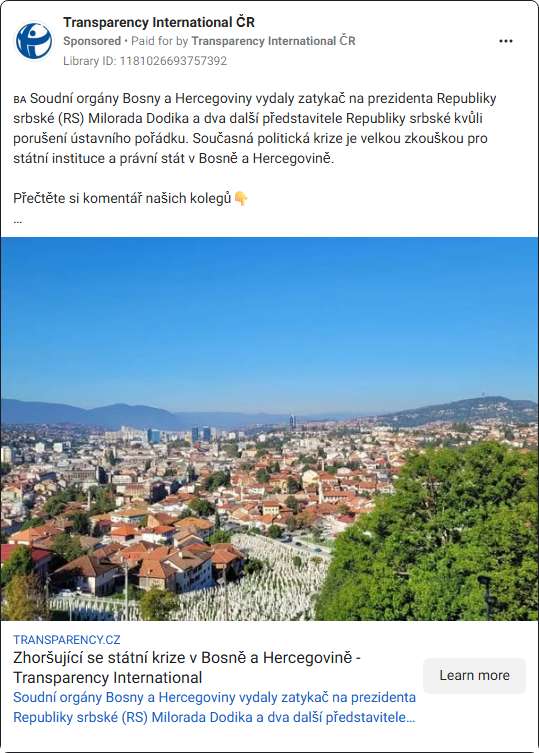 Transparency International ČR
Sponsored • Paid for by Transparency International ČR
Library ID: 1181026693757392
BA Soudní orgány Bosny a Hercegoviny vydaly zatykač na prezidenta Republiky
srbské (RS) Milorada Dodika a dva další představitele Republiky srbské kvůli
porušení ústavního pořádku. Současná politická krize je velkou zkouškou pro
státní instituce a právní stát v Bosně a Hercegovině.
Přečtěte si komentář našich kolegů👇
...
TRANSPARENCY.CZ
Zhoršující se státní krize v Bosně a Hercegovině -
Transparency International
Learn more
Soudní orgány Bosny a Hercegoviny vydaly zatykač na prezidenta
Republiky srbské (RS) Milorada Dodika a dva další představitele...